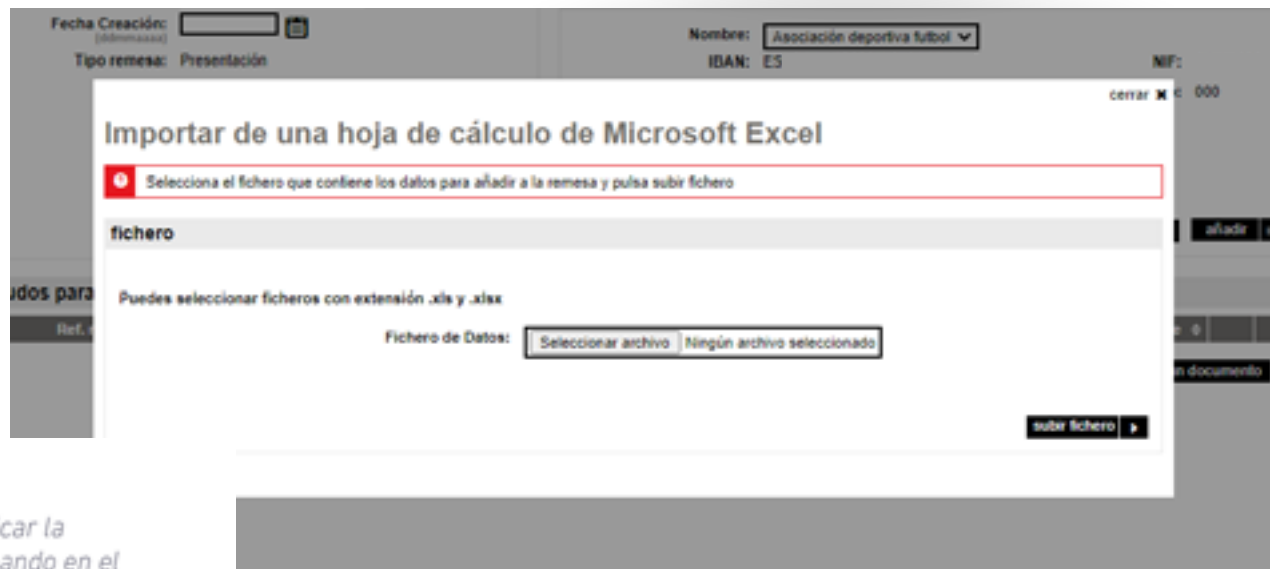 Fecha Creación:
(ddmmaaaa)
Tipo remesa: Presentación
Nombre: Asociación deportiva futbol
IBAN: ES
NIF:
000
cerrar
Importar de una hoja de cálculo de Microsoft Excel
Selecciona el fichero que contiene los datos para añadir a la remesa y pulsa subir fichero
fichero
añadir
udos para
Puedes seleccionar ficheros con extensión .xls y .xlsx
Ref.
Fichero de Datos: Seleccionar archivo Ningún archivo seleccionado
0
n documento
subir fichero
car la
ando en el